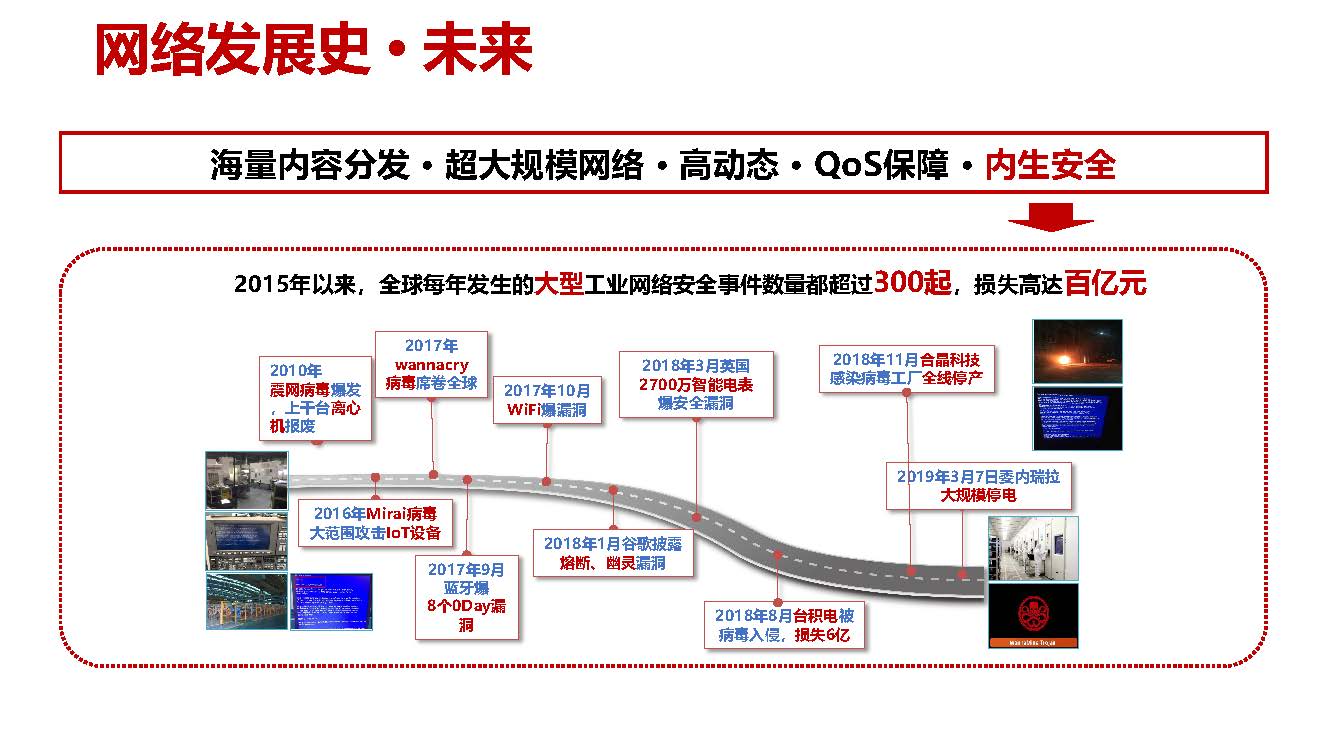 网络发展史•未来
海量内容分发•超大规模网络•高动态•QoS保障•内生安全
2015年以来，全球每年发生的大型工业网络安全事件数量都超过300起，损失高达百亿元
2010年
震网病毒爆发
，上千台离心
机报废
2017年
wannacry
病毒席卷全球
2017年10月
WiFi爆漏洞
2018年3月英国
2700万智能电表
爆安全漏洞
2018年11月合晶科技
感染病毒工厂全线停产
2019年3月7日委内瑞拉
大规模停电
2016年Mirai病毒
大范围攻击IoT设备
2017年9月
蓝牙爆
8个0Day漏
洞
2018年1月谷歌披露
熔断、幽灵漏洞
2018年8月台积电被
病毒入侵，损失6亿
WannaMine Trojan